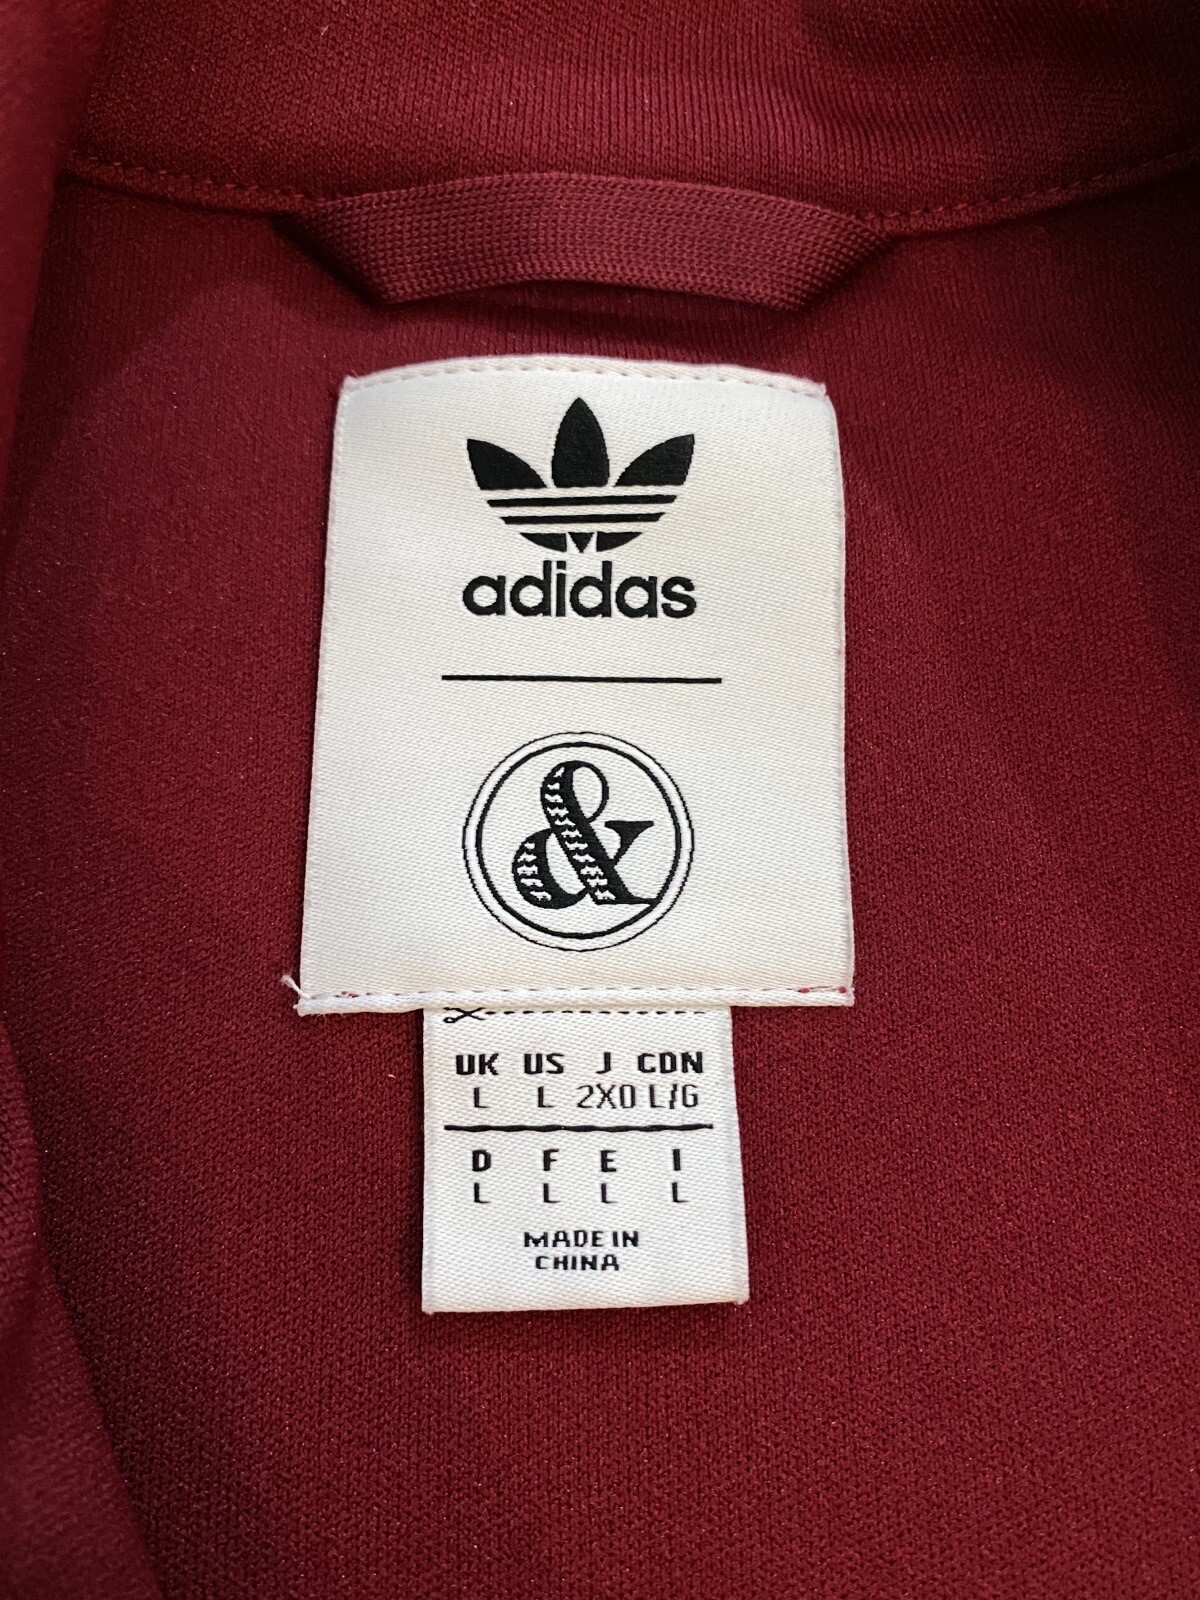 adidas
&
UK US J CDN
L L 2XO L/G
D F E I
L L L L
MADE IN
CHINA